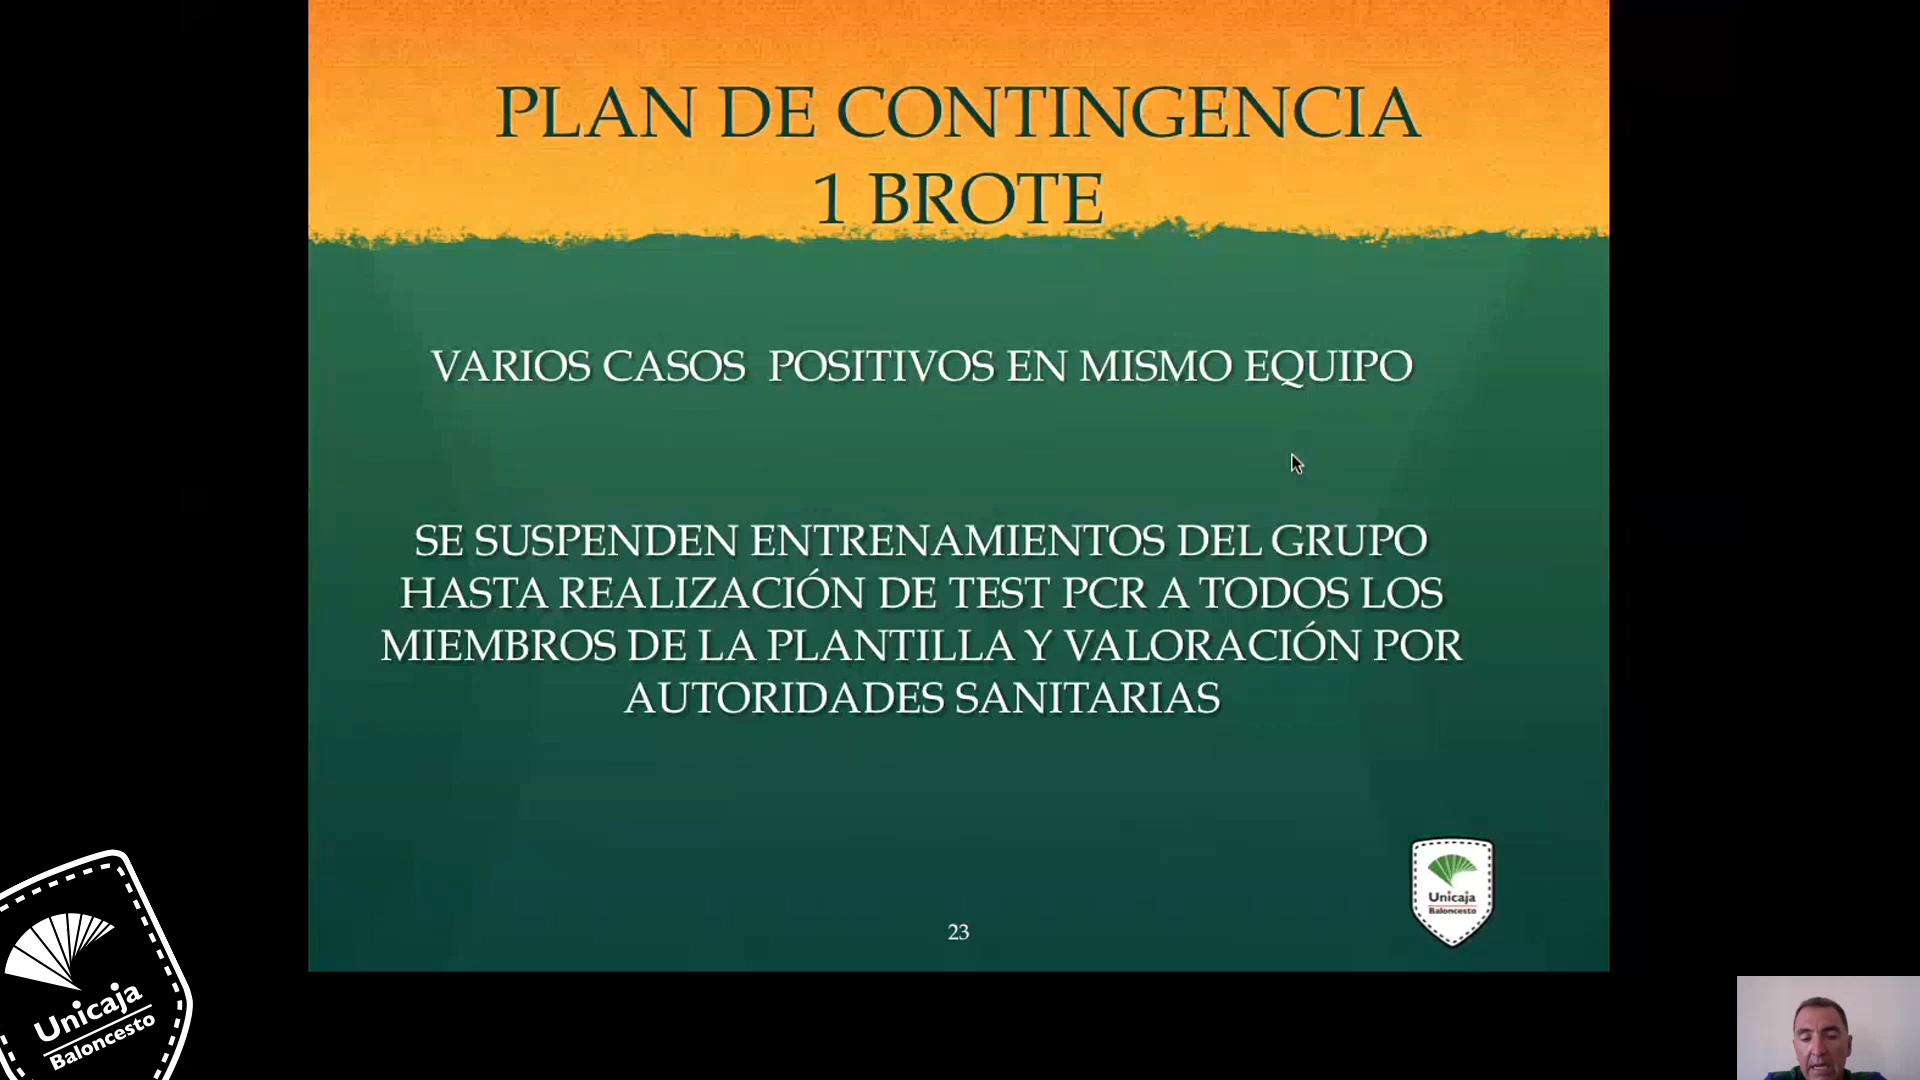 PLAN DE CONTINGENCIA
1 BROTE
VARIOS CASOS POSITIVOS EN MISMO EQUIPO
SE SUSPENDEN ENTRENAMIENTOS DEL GRUPO
HASTA REALIZACIÓN DE TEST PCR A TODOS LOS
MIEMBROS DE LA PLANTILLA Y VALORACIÓN POR
AUTORIDADES SANITARIAS
Unicaja
Baloncesto
23
Unicaja
Baloncesto